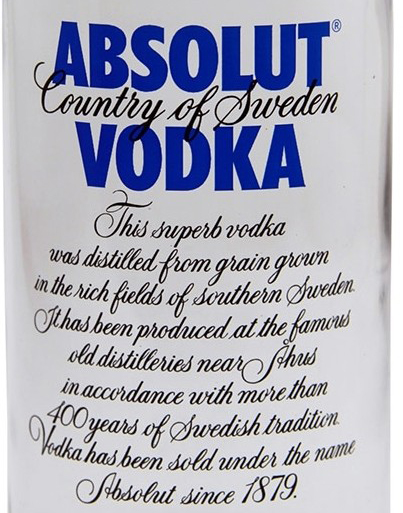 ABSOLUT®
Country of Sweden
VODKA
This superb vodka
was distilled from grain grown
in the rich fields of southern Sweden.
It has been produced at the famous
old distilleries near Åhus
in accordance with more than
400 years of Swedish tradition.
Vodka has been sold under the name
Absolut since 1879.